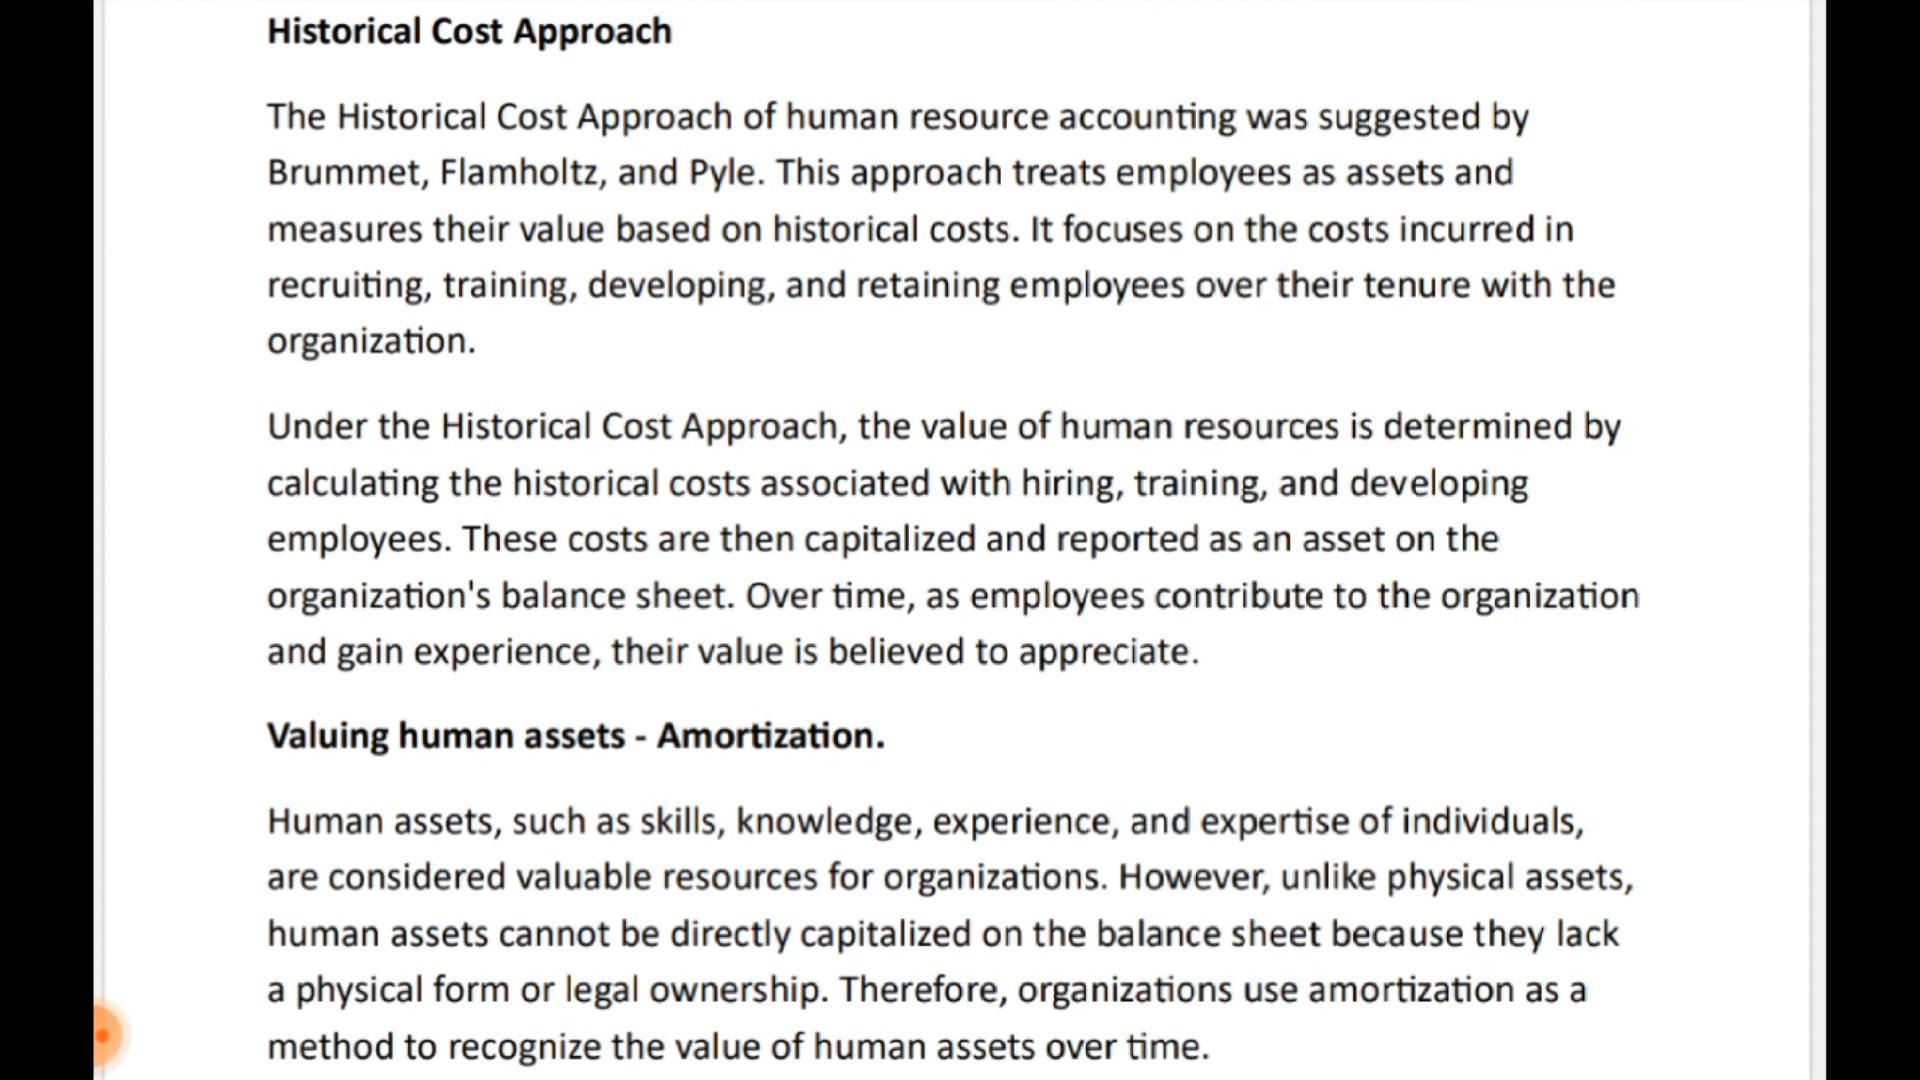 Historical Cost Approach
The Historical Cost Approach of human resource accounting was suggested by
Brummet, Flamholtz, and Pyle. This approach treats employees as assets and
measures their value based on historical costs. It focuses on the costs incurred in
recruiting, training, developing, and retaining employees over their tenure with the
organization.
Under the Historical Cost Approach, the value of human resources is determined by
calculating the historical costs associated with hiring, training, and developing
employees. These costs are then capitalized and reported as an asset on the
organization's balance sheet. Over time, as employees contribute to the organization
and gain experience, their value is believed to appreciate.
Valuing human assets - Amortization.
Human assets, such as skills, knowledge, experience, and expertise of individuals,
are considered valuable resources for organizations. However, unlike physical assets,
human assets cannot be directly capitalized on the balance sheet because they lack
a physical form or legal ownership. Therefore, organizations use amortization as a
method to recognize the value of human assets over time.